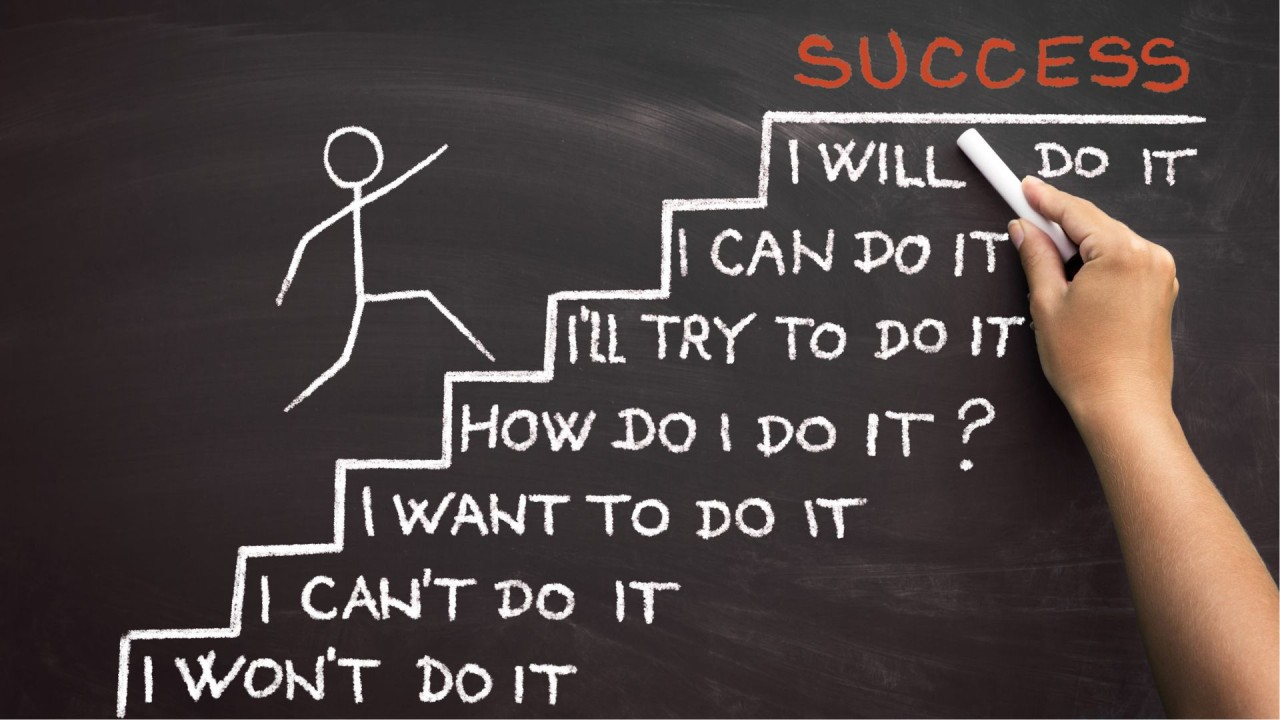 SUCCESS
I WILL DO IT
I CAN DO IT
I'LL TRY TO DO IT
HOW DO I DO IT?
I WANT TO DO IT
I CAN'T DO IT
I WON'T DO IT